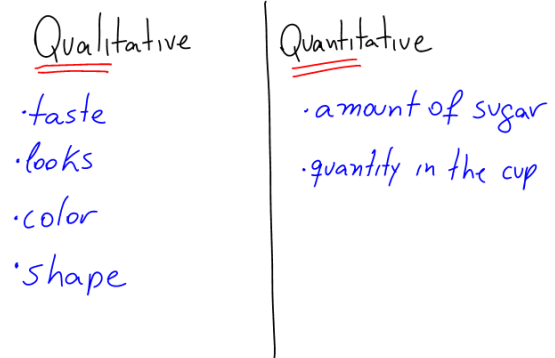 Qualitative
·taste
·looks
·color
·shape
Quantitative
·amount of sugar
·quantity in the cup